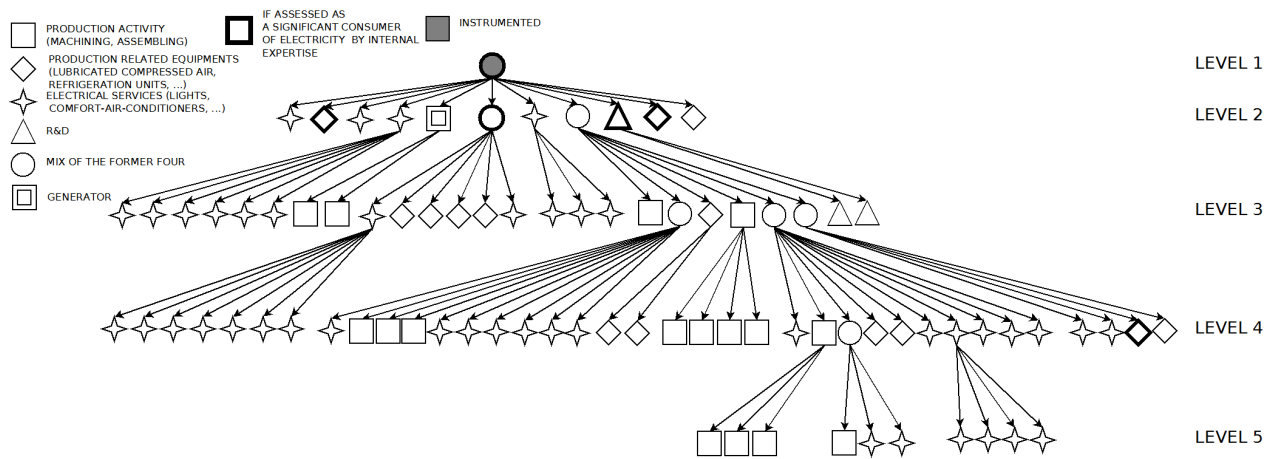 PRODUCTION ACTIVITY
(MACHINING, ASSEMBLING)
IF ASSESSED AS
A SIGNIFICANT CONSUMER
OF ELECTRICITY BY INTERNAL
EXPERTISE
INSTRUMENTED
PRODUCTION RELATED EQUIPMENTS
(LUBRICATED COMPRESSED AIR,
REFRIGERATION UNITS, ...)
ELECTRICAL SERVICES (LIGHTS,
COMFORT-AIR-CONDITIONERS, ...)
R&D
MIX OF THE FORMER FOUR
GENERATOR
LEVEL 1
LEVEL 2
LEVEL 3
LEVEL 4
LEVEL 5